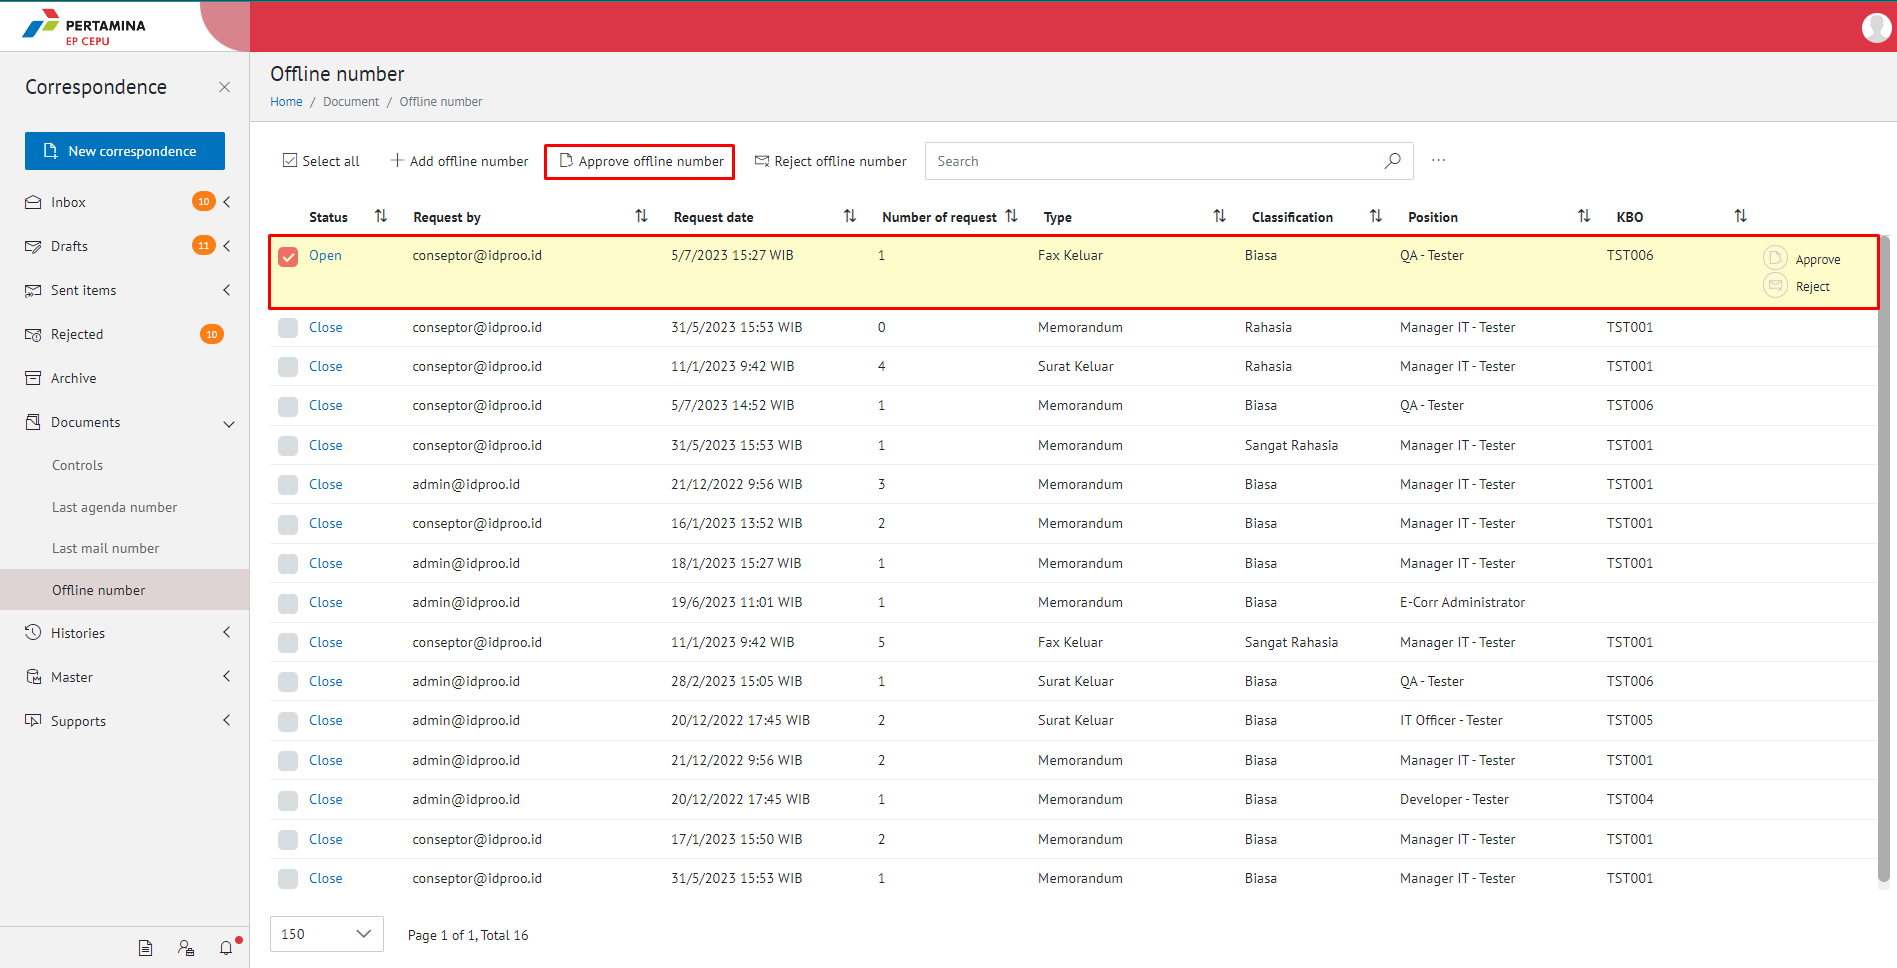 PERTAMINA
EP CEPU
Correspondence
New correspondence
Inbox 10
Drafts 11
Sent items
Rejected 10
Archive
Documents
Controls
Last agenda number
Last mail number
Offline number
Histories
Master
Supports
Offline number
Home / Document / Offline number
Select all Add offline number Approve offline number Reject offline number Search ...
Status Request by Request date Number of request Type Classification Position KBO
Open conseptor@idproo.id 5/7/2023 15:27 WIB 1 Fax Keluar Biasa QA - Tester TST006 Approve
Reject
Close conseptor@idproo.id 31/5/2023 15:53 WIB 0 Memorandum Rahasia Manager IT - Tester TST001
Close conseptor@idproo.id 11/1/2023 9:42 WIB 4 Surat Keluar Rahasia Manager IT - Tester TST001
Close conseptor@idproo.id 5/7/2023 14:52 WIB 1 Memorandum Biasa QA - Tester TST006
Close conseptor@idproo.id 31/5/2023 15:53 WIB 1 Memorandum Sangat Rahasia Manager IT - Tester TST001
Close admin@idproo.id 21/12/2022 9:56 WIB 3 Memorandum Biasa Manager IT - Tester TST001
Close conseptor@idproo.id 16/1/2023 13:52 WIB 2 Memorandum Biasa Manager IT - Tester TST001
Close admin@idproo.id 18/1/2023 15:27 WIB 1 Memorandum Biasa Manager IT - Tester TST001
Close admin@idproo.id 19/6/2023 11:01 WIB 1 Memorandum Biasa E-Corr Administrator
Close conseptor@idproo.id 11/1/2023 9:42 WIB 5 Fax Keluar Sangat Rahasia Manager IT - Tester TST001
Close admin@idproo.id 28/2/2023 15:05 WIB 1 Surat Keluar Biasa QA - Tester TST006
Close admin@idproo.id 20/12/2022 17:45 WIB 2 Surat Keluar Biasa IT Officer - Tester TST005
Close admin@idproo.id 21/12/2022 9:56 WIB 2 Memorandum Biasa Manager IT - Tester TST001
Close admin@idproo.id 20/12/2022 17:45 WIB 1 Memorandum Biasa Developer - Tester TST004
Close conseptor@idproo.id 17/1/2023 15:50 WIB 2 Memorandum Biasa Manager IT - Tester TST001
Close conseptor@idproo.id 31/5/2023 15:53 WIB 1 Memorandum Biasa Manager IT - Tester TST001
150 Page 1 of 1, Total 16